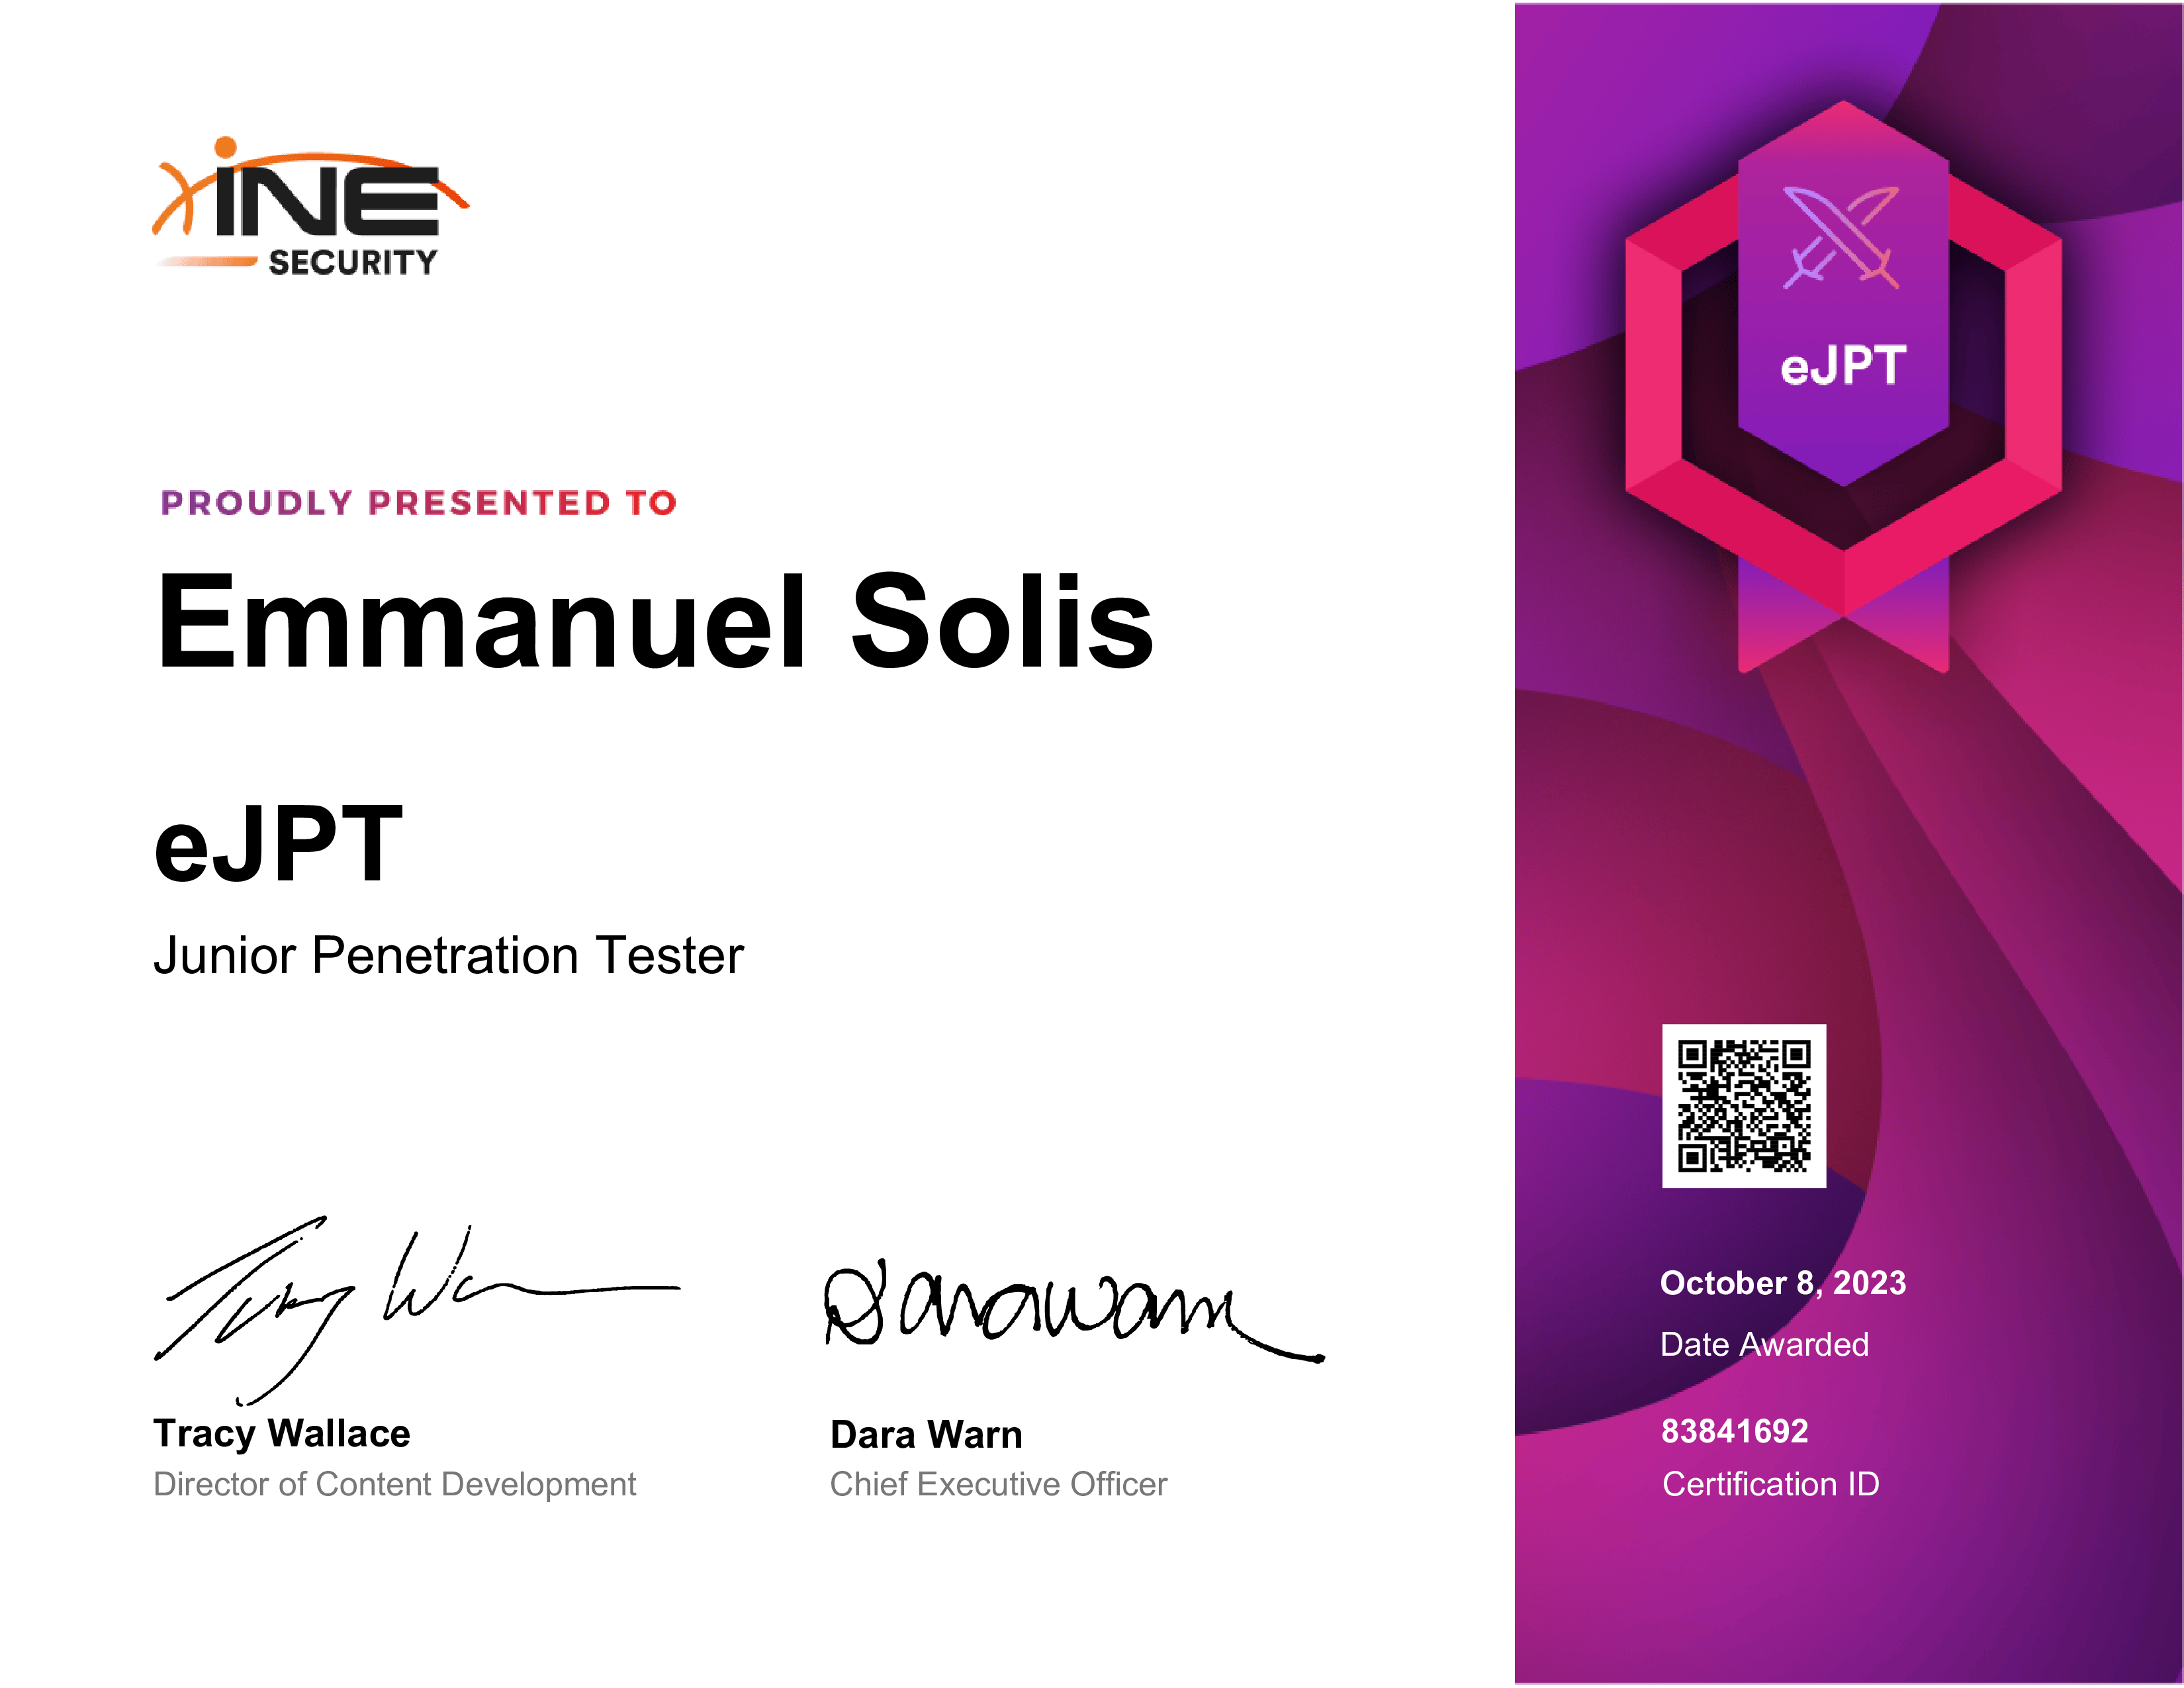 INE
SECURITY
PROUDLY PRESENTED TO
Emmanuel Solis
eJPT
Junior Penetration Tester
Tracy Wallace
Director of Content Development
Dara Warn
Chief Executive Officer
eJPT
October 8, 2023
Date Awarded
83841692
Certification ID